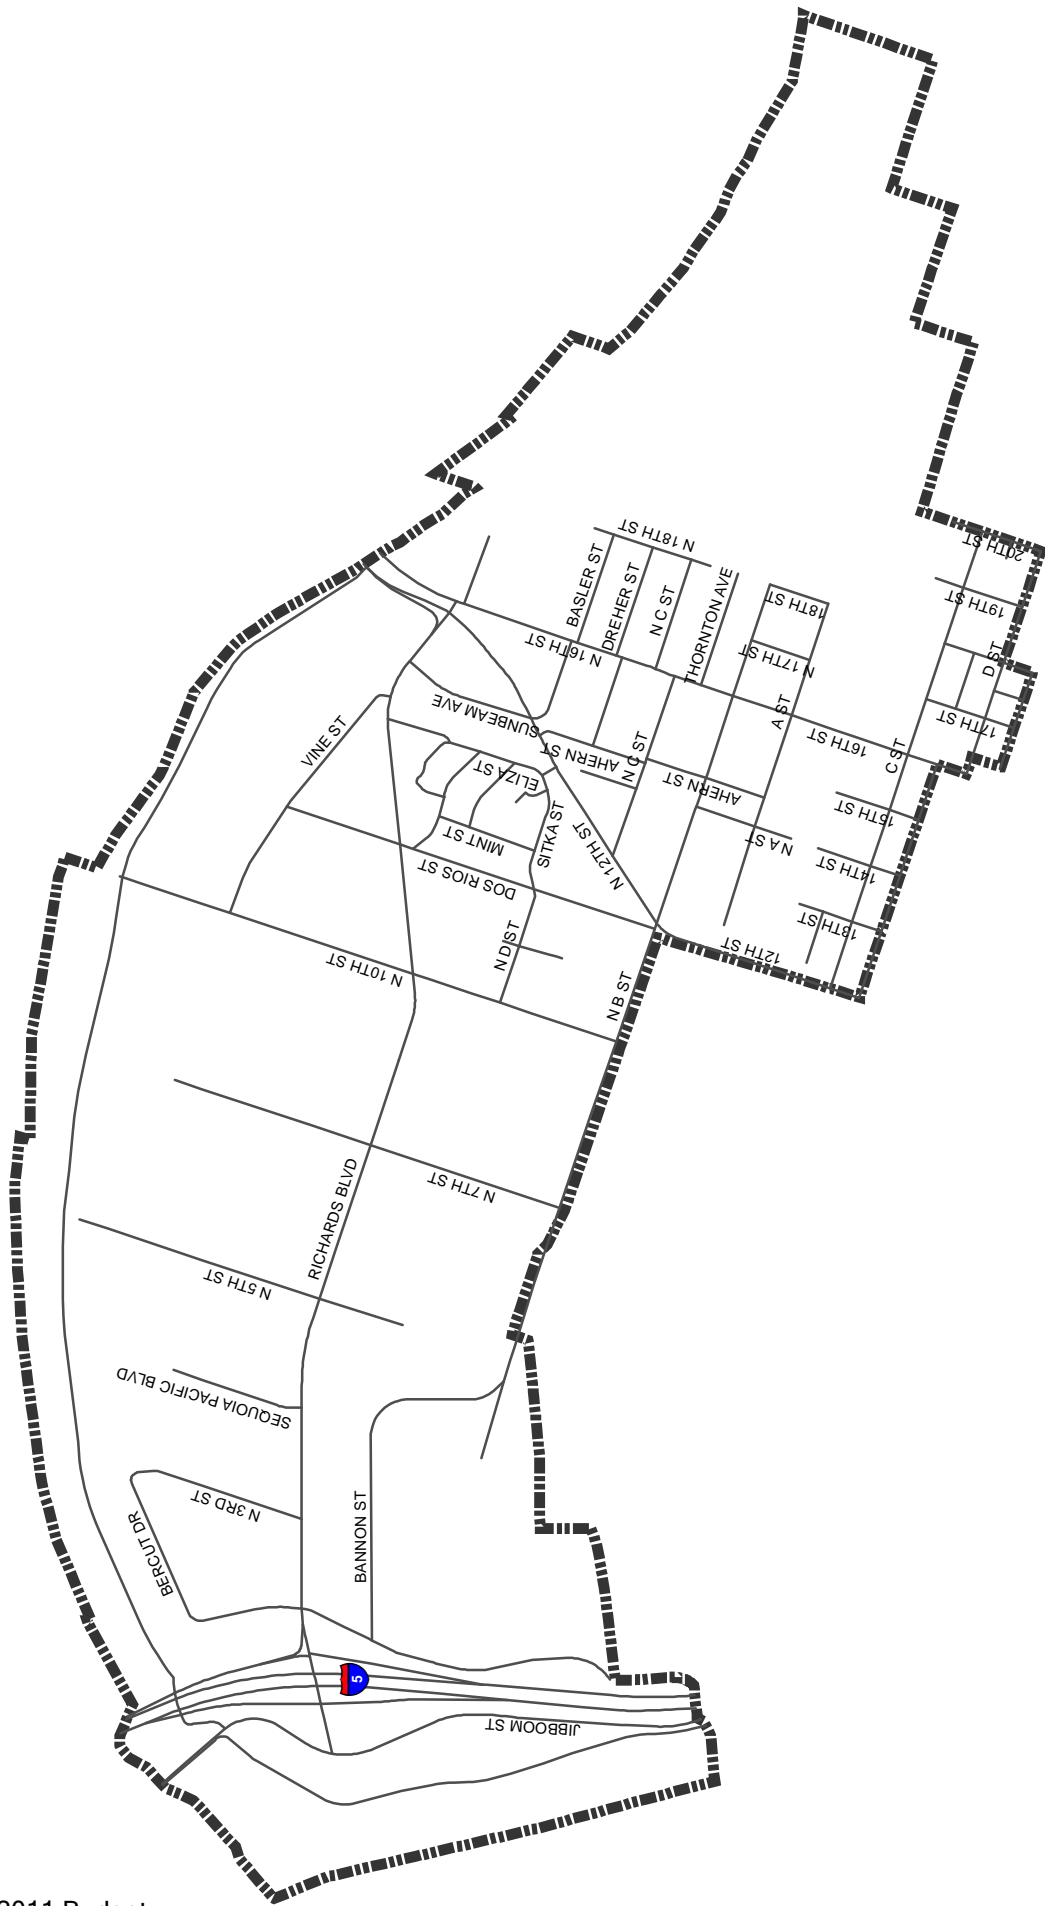 N 18TH ST
20TH ST
BASLER ST
DREHER ST
N C ST
THORNTON AVE
18TH ST
19TH ST
N 16TH ST
N 17TH ST
D ST
SUNBEAM AVE
A ST
17TH ST
VINE ST
AHERN ST
N C ST
16TH ST
C ST
ELIZA ST
AHERN ST
15TH ST
MINT ST
SITKA ST
N 12TH ST
N A ST
14TH ST
DOS RIOS ST
13TH ST
N 10TH ST
N D ST
12TH ST
N B ST
N 7TH ST
RICHARDS BLVD
N 5TH ST
SEQUOIA PACIFIC BLVD
N 3RD ST
BERCUT DR
BANNON ST
5
JIBBOOM ST